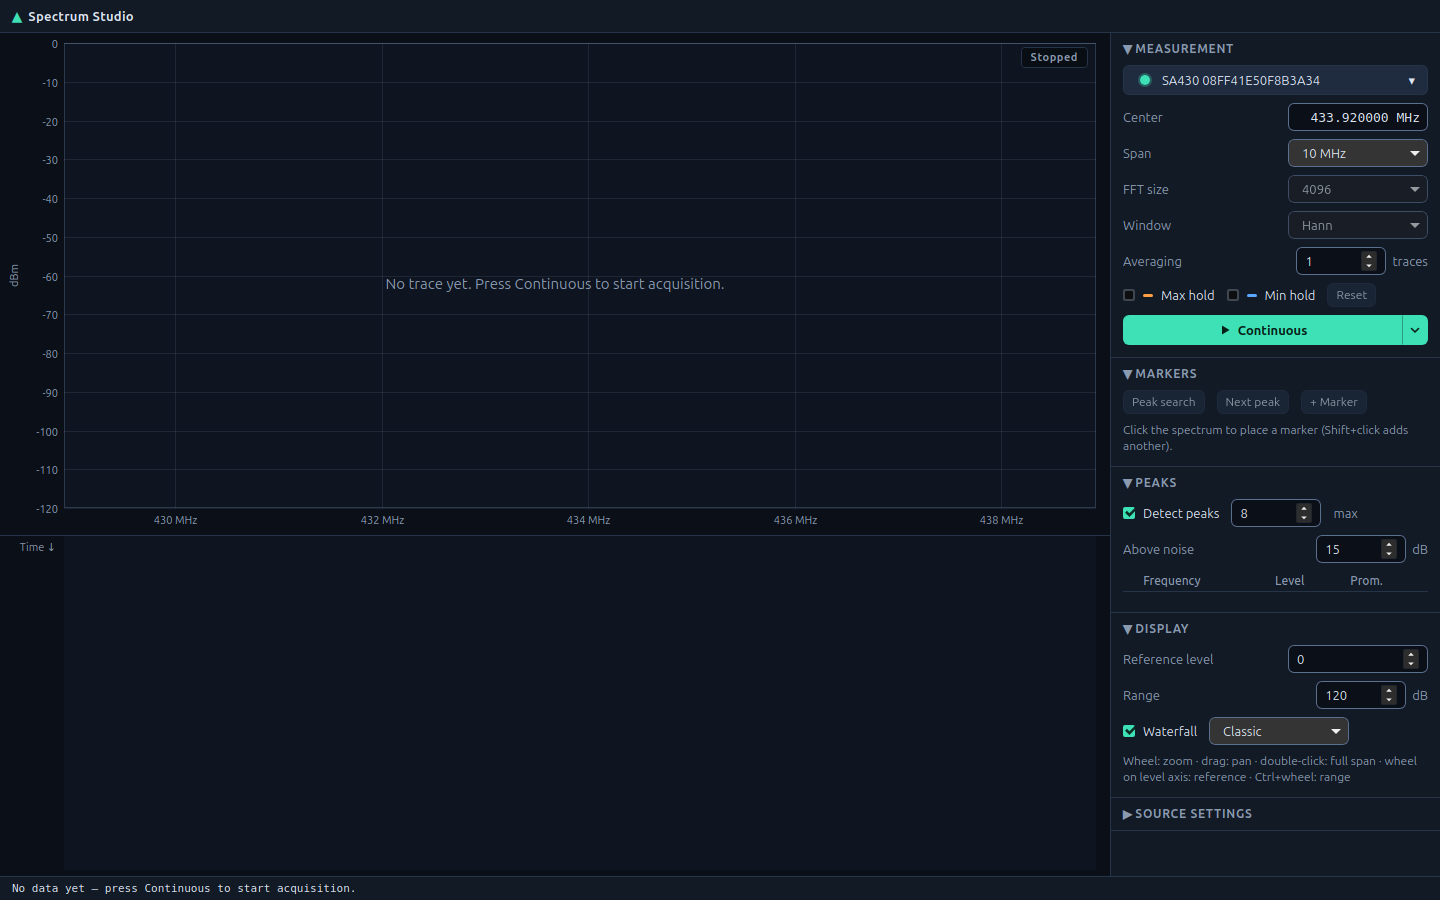 Spectrum Studio
Stopped
0
-10
-20
-30
-40
-50
-60
-70
-80
-90
-100
-110
-120
dBm
No trace yet. Press Continuous to start acquisition.
430 MHz 432 MHz 434 MHz 436 MHz 438 MHz
Time ↓
▼ MEASUREMENT
SA430 08FF41E50F8B3A34
Center 433.920000 MHz
Span 10 MHz
FFT size 4096
Window Hann
Averaging 1 traces
Max hold Min hold Reset
Continuous
▼ MARKERS
Peak search Next peak + Marker
Click the spectrum to place a marker (Shift+click adds
another).
▼ PEAKS
Detect peaks 8 max
Above noise 15 dB
Frequency Level Prom.
▼ DISPLAY
Reference level 0
Range 120 dB
Waterfall Classic
Wheel: zoom · drag: pan · double-click: full span · wheel
on level axis: reference · Ctrl+wheel: range
▶ SOURCE SETTINGS
No data yet — press Continuous to start acquisition.